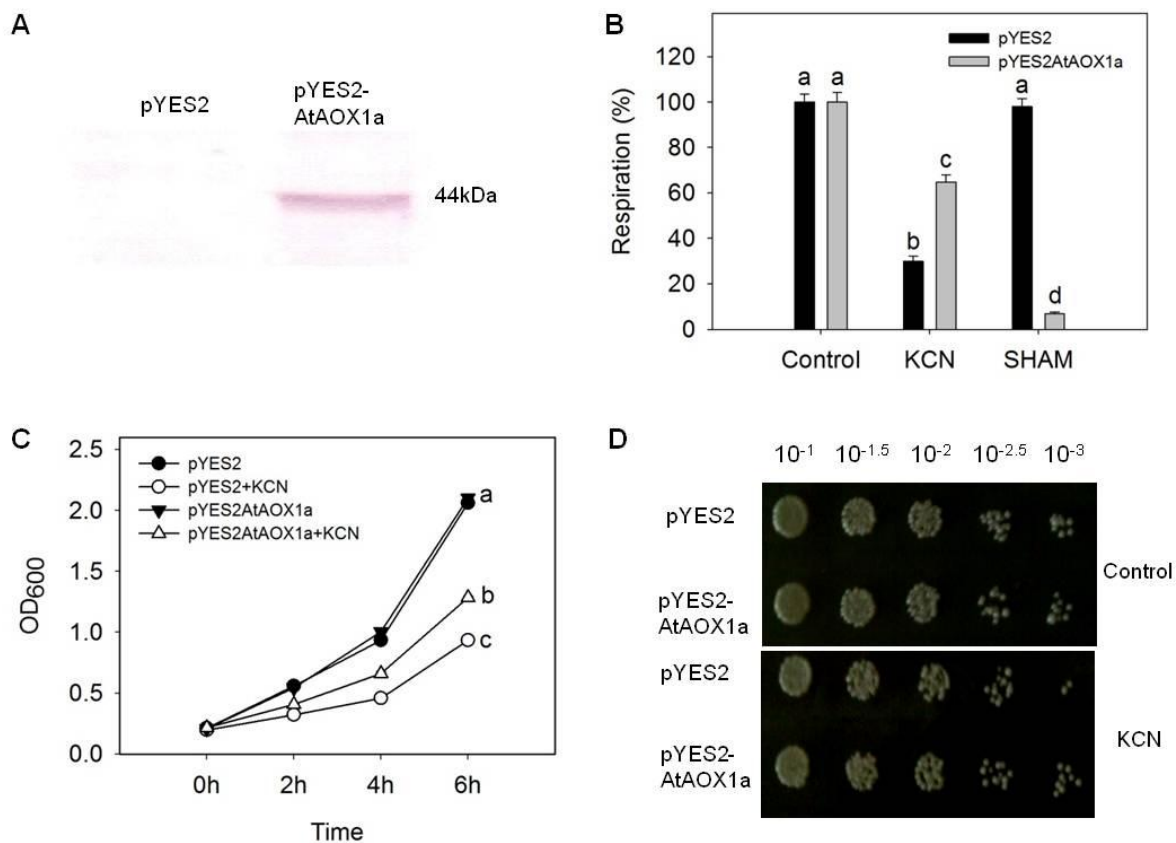 A
pYES2
pYES2-
AtAOX1a
44kDa
B
Respiration (%)
120
100
80
60
40
20
0
pYES2
pYES2AtAOX1a
a
a
b
c
a
d
Control
KCN
SHAM
C
OD600
2.5
2.0
1.5
1.0
0.5
0.0
pYES2
pYES2+KCN
pYES2AtAOX1a
pYES2AtAOX1a+KCN
a
b
c
0h
2h
4h
6h
Time
D
10-1
10-1.5
10-2
10-2.5
10-3
pYES2
pYES2-
AtAOX1a
Control
pYES2
pYES2-
AtAOX1a
KCN